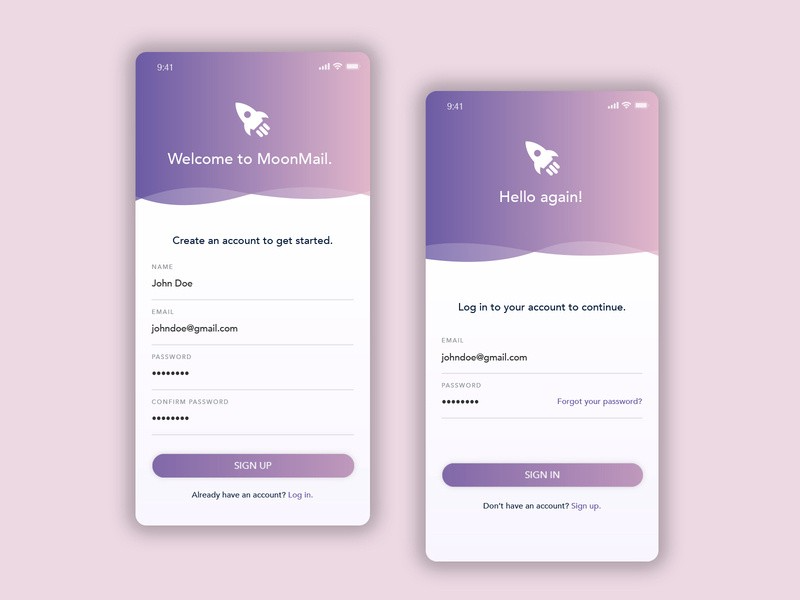 9:41
Welcome to MoonMail.
Create an account to get started.
NAME
John Doe
EMAIL
johndoe@gmail.com
PASSWORD
••••••••
CONFIRM PASSWORD
••••••••
SIGN UP
Already have an account? Log in.
9:41
Hello again!
Log in to your account to continue.
EMAIL
johndoe@gmail.com
PASSWORD
•••••••• Forgot your password?
SIGN IN
Don't have an account? Sign up.